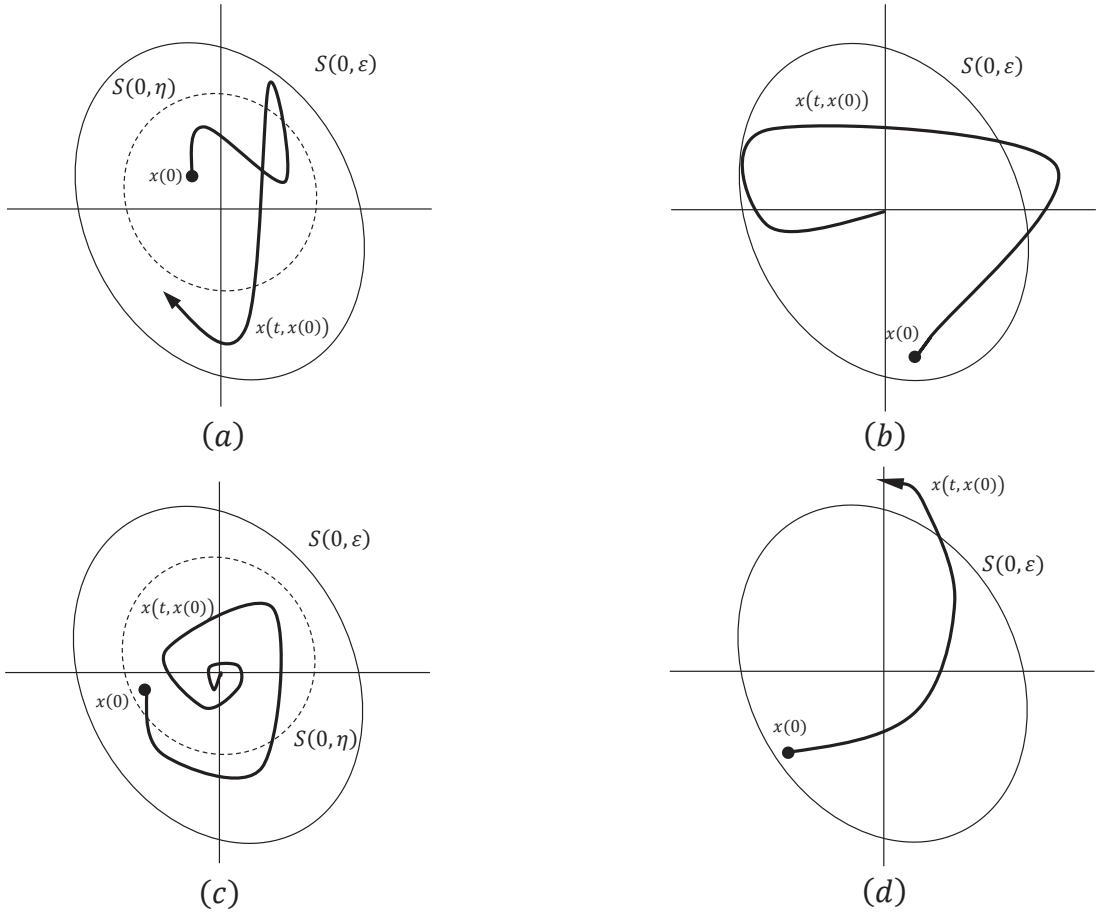 S(0, ε)
S(0, η)
x(0)
x(t, x(0))
(a)
S(0, ε)
x(t, x(0))
x(0)
(b)
S(0, ε)
x(t, x(0))
x(0)
S(0, η)
(c)
x(t, x(0))
S(0, ε)
x(0)
(d)